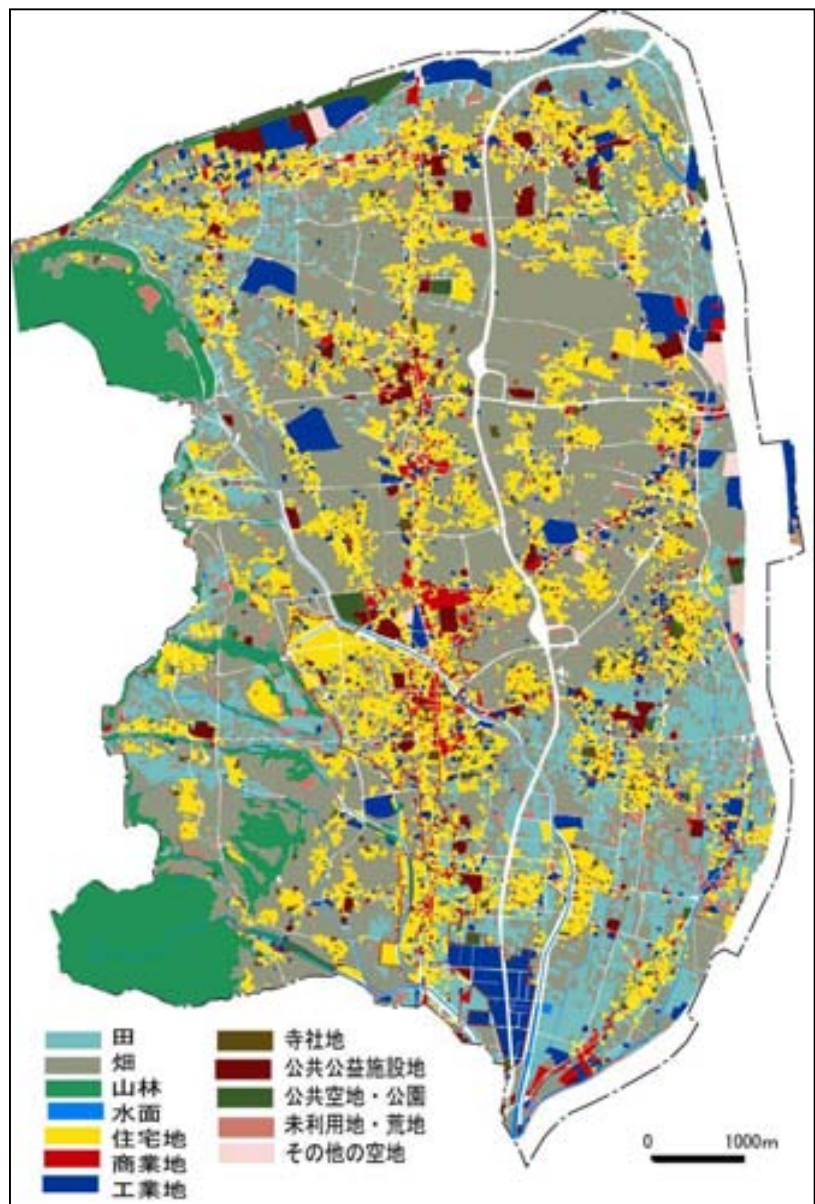 田
畑
山林
水面
住宅地
商業地
工業地
寺社地
公共公益施設地
公共空地・公園
未利用地・荒地
その他の空地
0 1000m